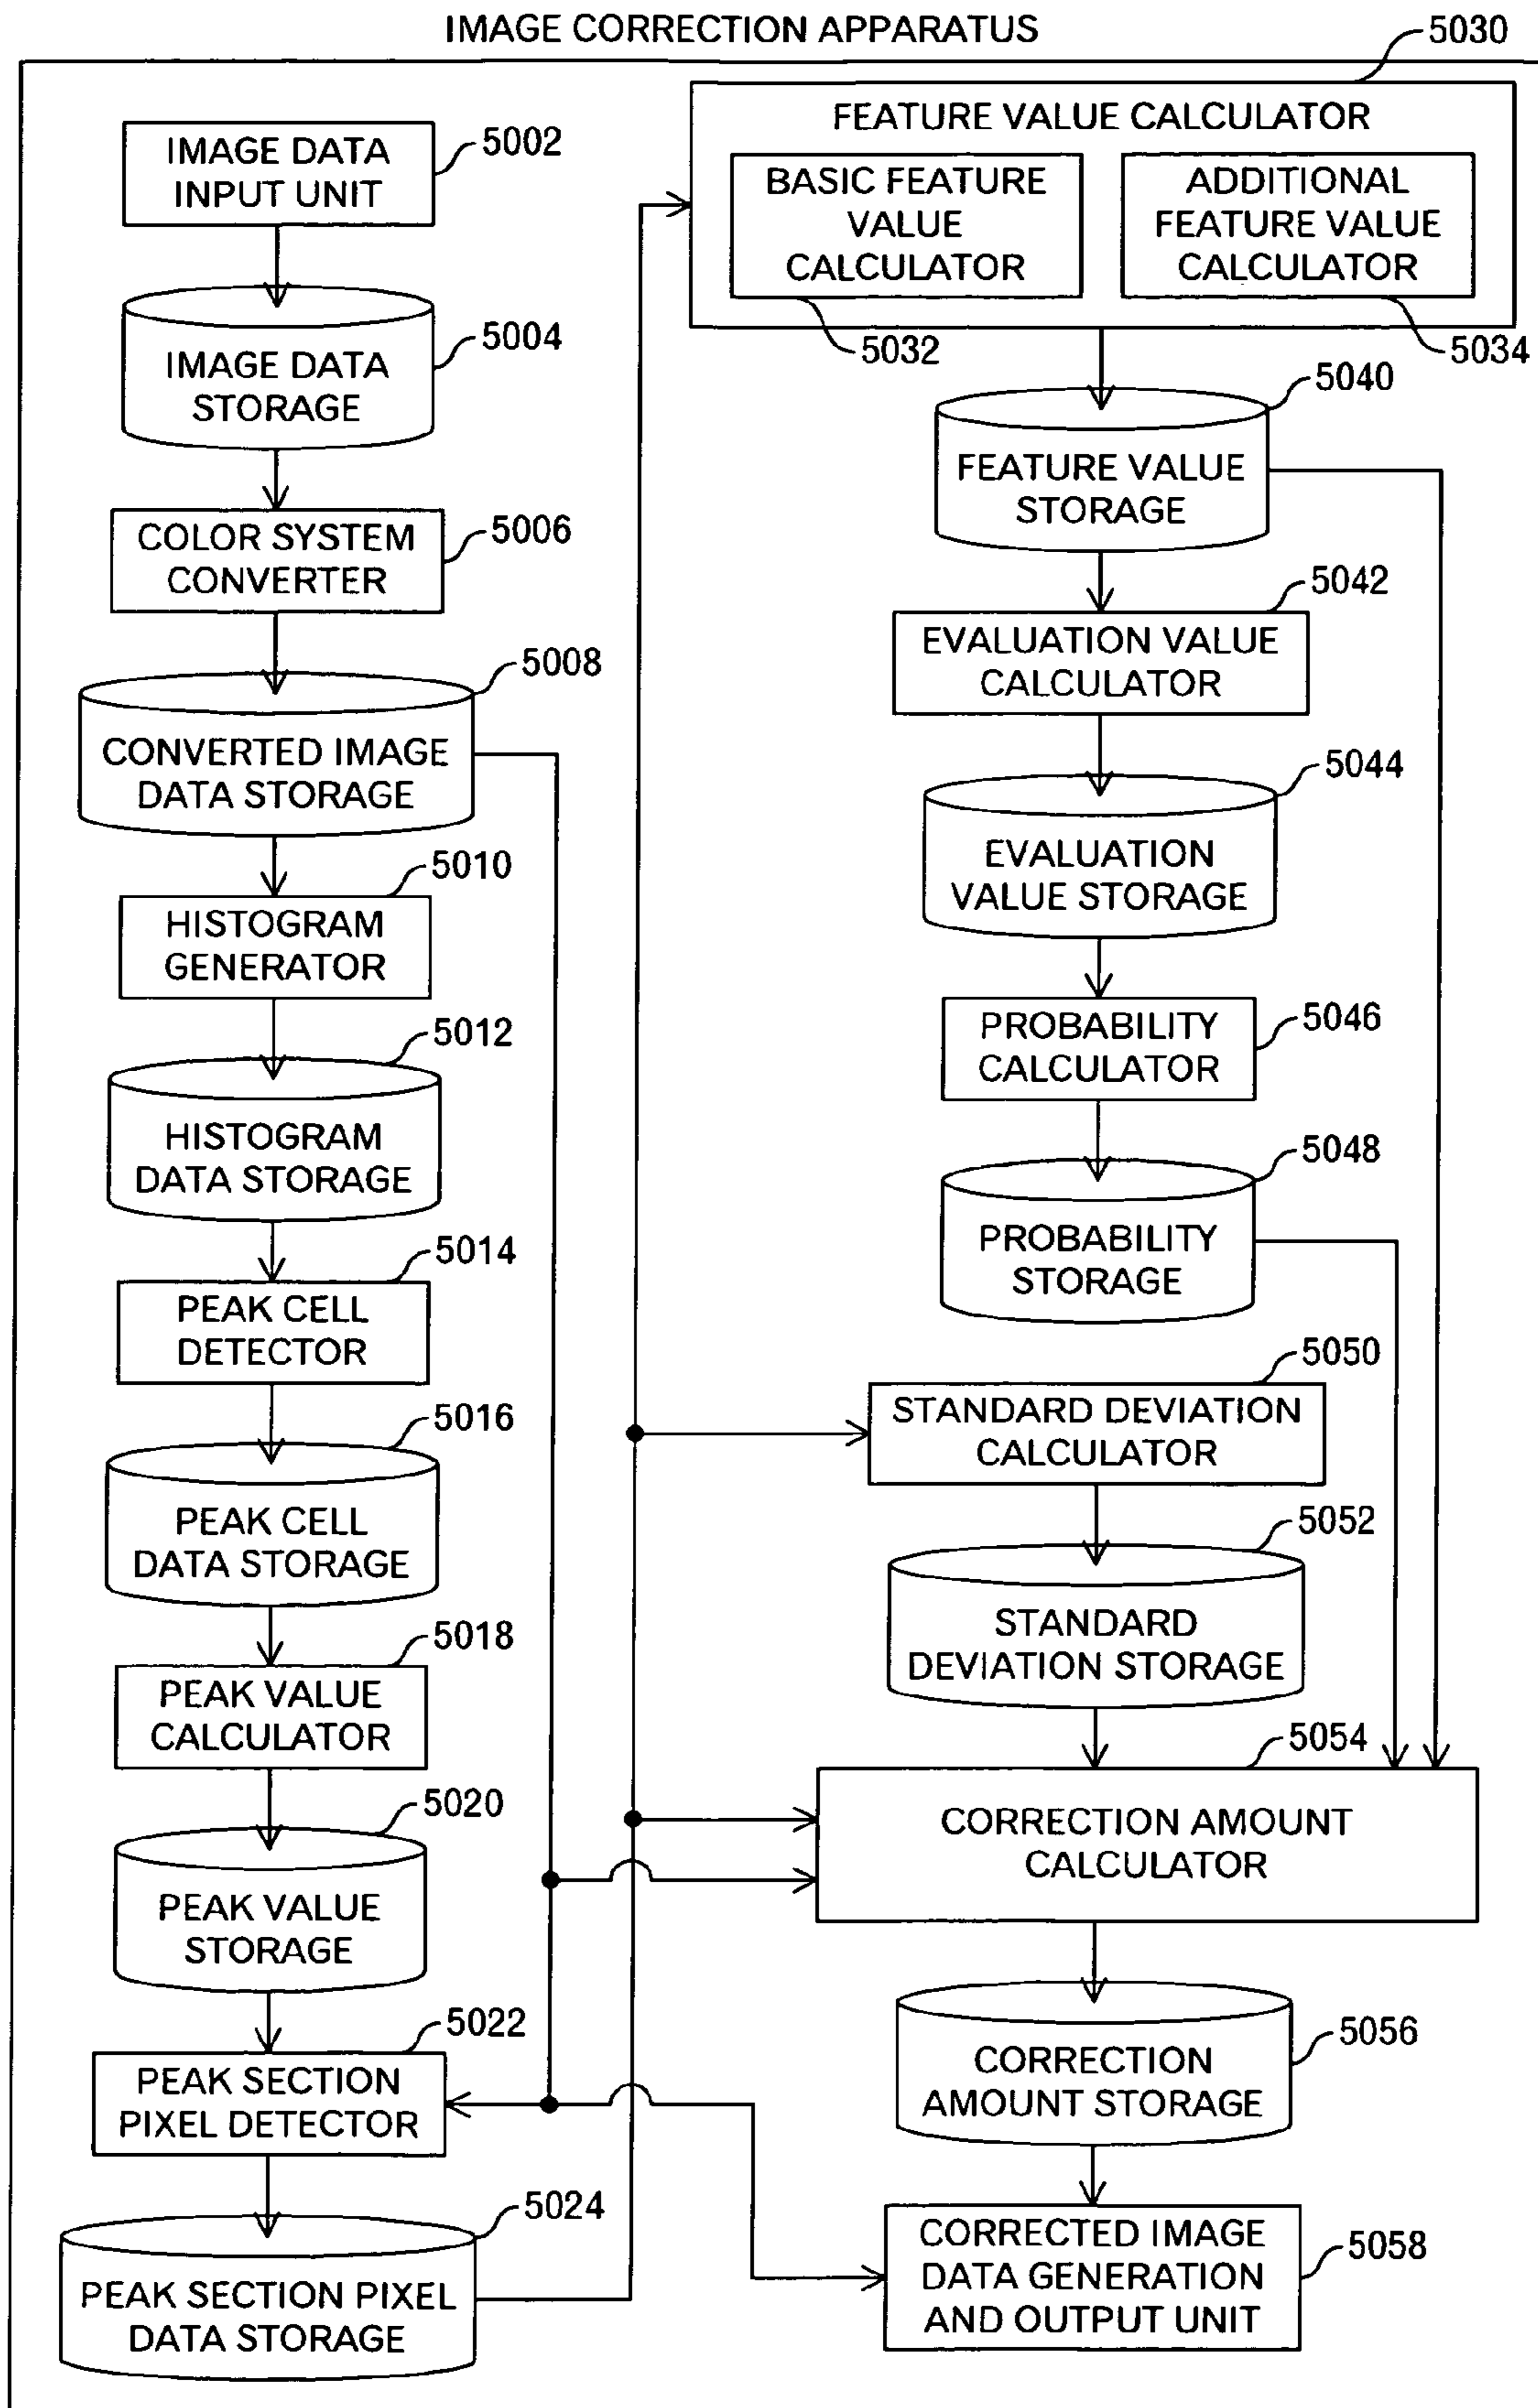 IMAGE CORRECTION APPARATUS
IMAGE DATA
INPUT UNIT
5002
IMAGE DATA
STORAGE
5004
COLOR SYSTEM
CONVERTER
5006
CONVERTED IMAGE
DATA STORAGE
5008
HISTOGRAM
GENERATOR
5010
HISTOGRAM
DATA STORAGE
5012
PEAK CELL
DETECTOR
5014
PEAK CELL
DATA STORAGE
5016
PEAK VALUE
CALCULATOR
5018
PEAK VALUE
STORAGE
5020
PEAK SECTION
PIXEL DETECTOR
5022
PEAK SECTION PIXEL
DATA STORAGE
5024
5030
FEATURE VALUE CALCULATOR
BASIC FEATURE
VALUE
CALCULATOR
5032
ADDITIONAL
FEATURE VALUE
CALCULATOR
5034
5040
FEATURE VALUE
STORAGE
5042
EVALUATION VALUE
CALCULATOR
5044
EVALUATION
VALUE STORAGE
5046
PROBABILITY
CALCULATOR
5048
PROBABILITY
STORAGE
5050
STANDARD DEVIATION
CALCULATOR
5052
STANDARD
DEVIATION STORAGE
5054
CORRECTION AMOUNT
CALCULATOR
5056
CORRECTION
AMOUNT STORAGE
5058
CORRECTED IMAGE
DATA GENERATION
AND OUTPUT UNIT